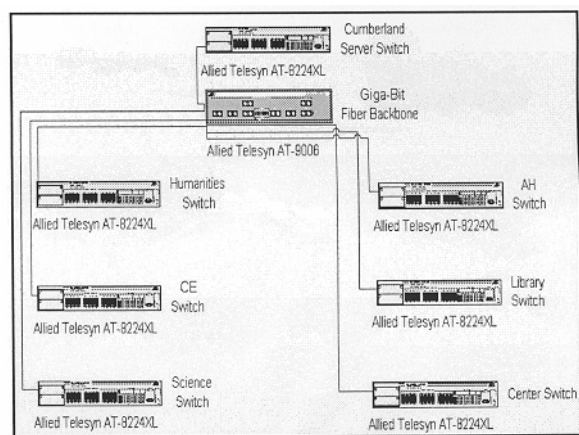 Cumberland
Server Switch
Allied Telesyn AT-8224XL
Giga-Bit
Fiber Backbone
Allied Telesyn AT-9006
Humanities
Switch
Allied Telesyn AT-8224XL
AH
Switch
Allied Telesyn AT-8224XL
CE
Switch
Allied Telesyn AT-8224XL
Library
Switch
Allied Telesyn AT-8224XL
Science
Switch
Allied Telesyn AT-8224XL
Center Switch
Allied Telesyn AT-8224XL